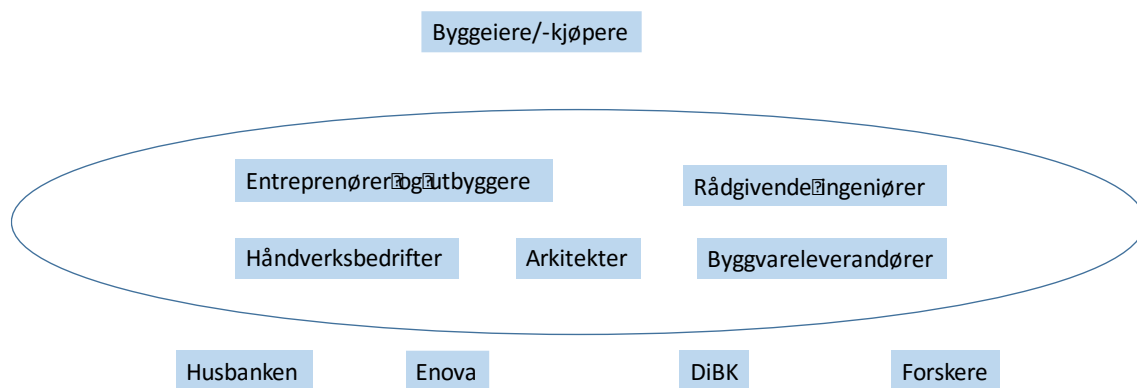 Byggeiere/-kjøpere
Entreprenører og utbyggere
Rådgivende ingeniører
Håndverksbedrifter
Arkitekter
Byggvareleverandører
Husbanken
Enova
DiBK
Forskere